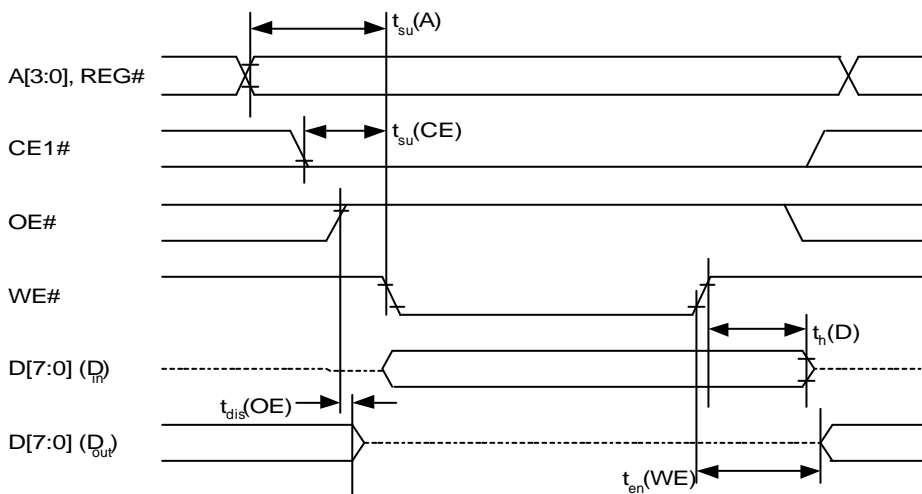 t_su(A)
A[3:0], REG#
t_su(CE)
CE1#
OE#
WE#
t_h(D)
D[7:0] (D_in)
t_dis(OE)
D[7:0] (D_out)
t_en(WE)